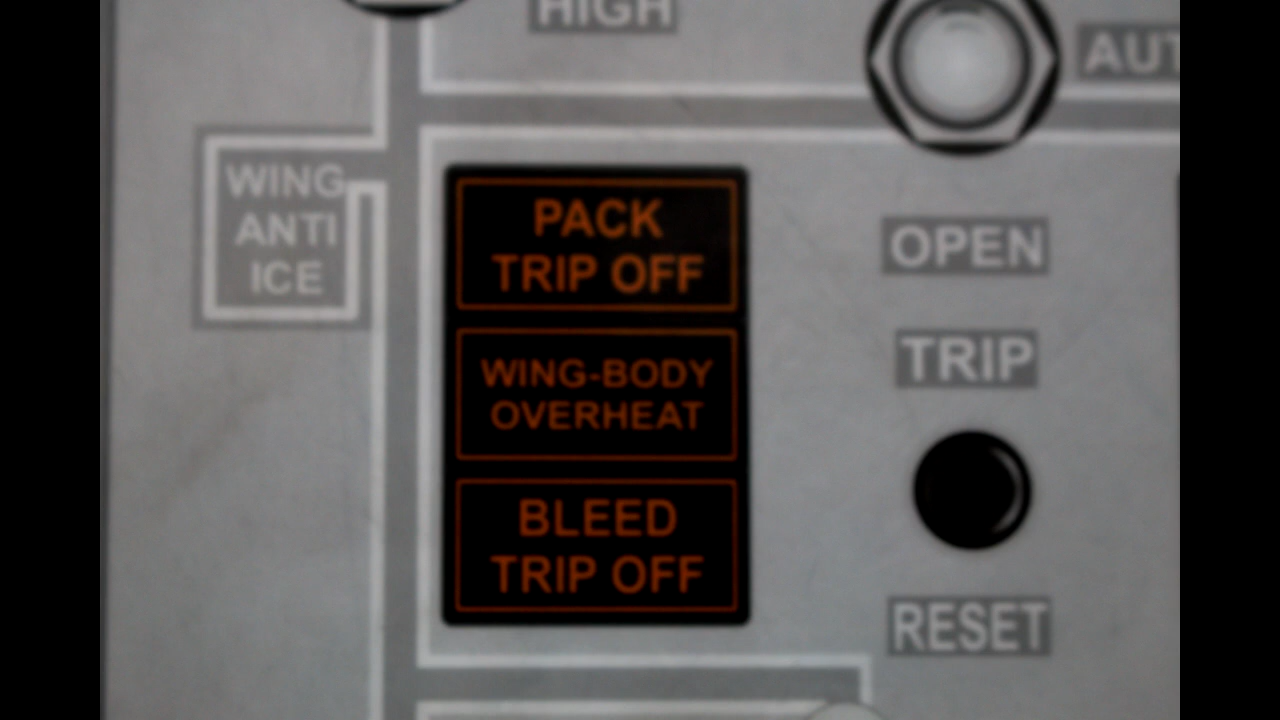 HIGH
AUT
WING
ANTI
ICE
PACK
TRIP OFF
WING-BODY
OVERHEAT
BLEED
TRIP OFF
OPEN
TRIP
RESET